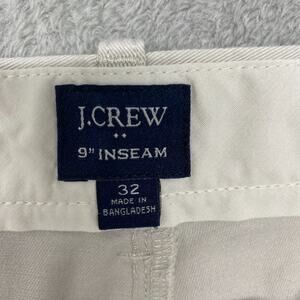 J.CREW
9" INSEAM
32
MADE IN
BANGLADESH